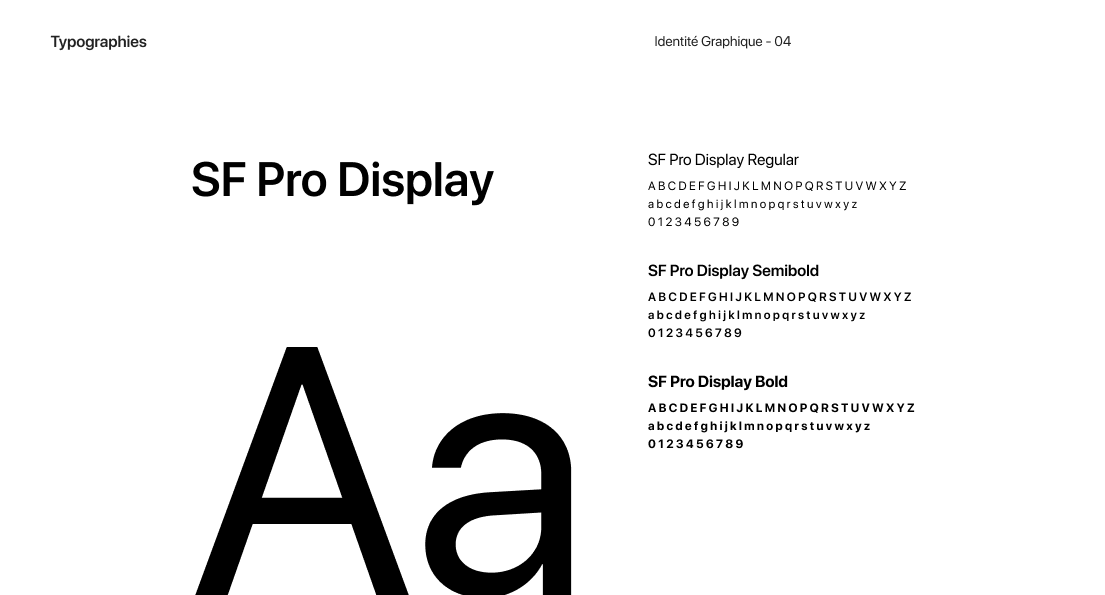 Typographies
Identité Graphique - 04
SF Pro Display
Aa
SF Pro Display Regular
ABCDEFGHIJKLMNOPQRSTUVWXYZ
abcdefghijklmnopqrstuvwxyz
0123456789
SF Pro Display Semibold
ABCDEFGHIJKLMNOPQRSTUVWXYZ
abcdefghijklmnopqrstuvwxyz
0123456789
SF Pro Display Bold
ABCDEFGHIJKLMNOPQRSTUVWXYZ
abcdefghijklmnopqrstuvwxyz
0123456789